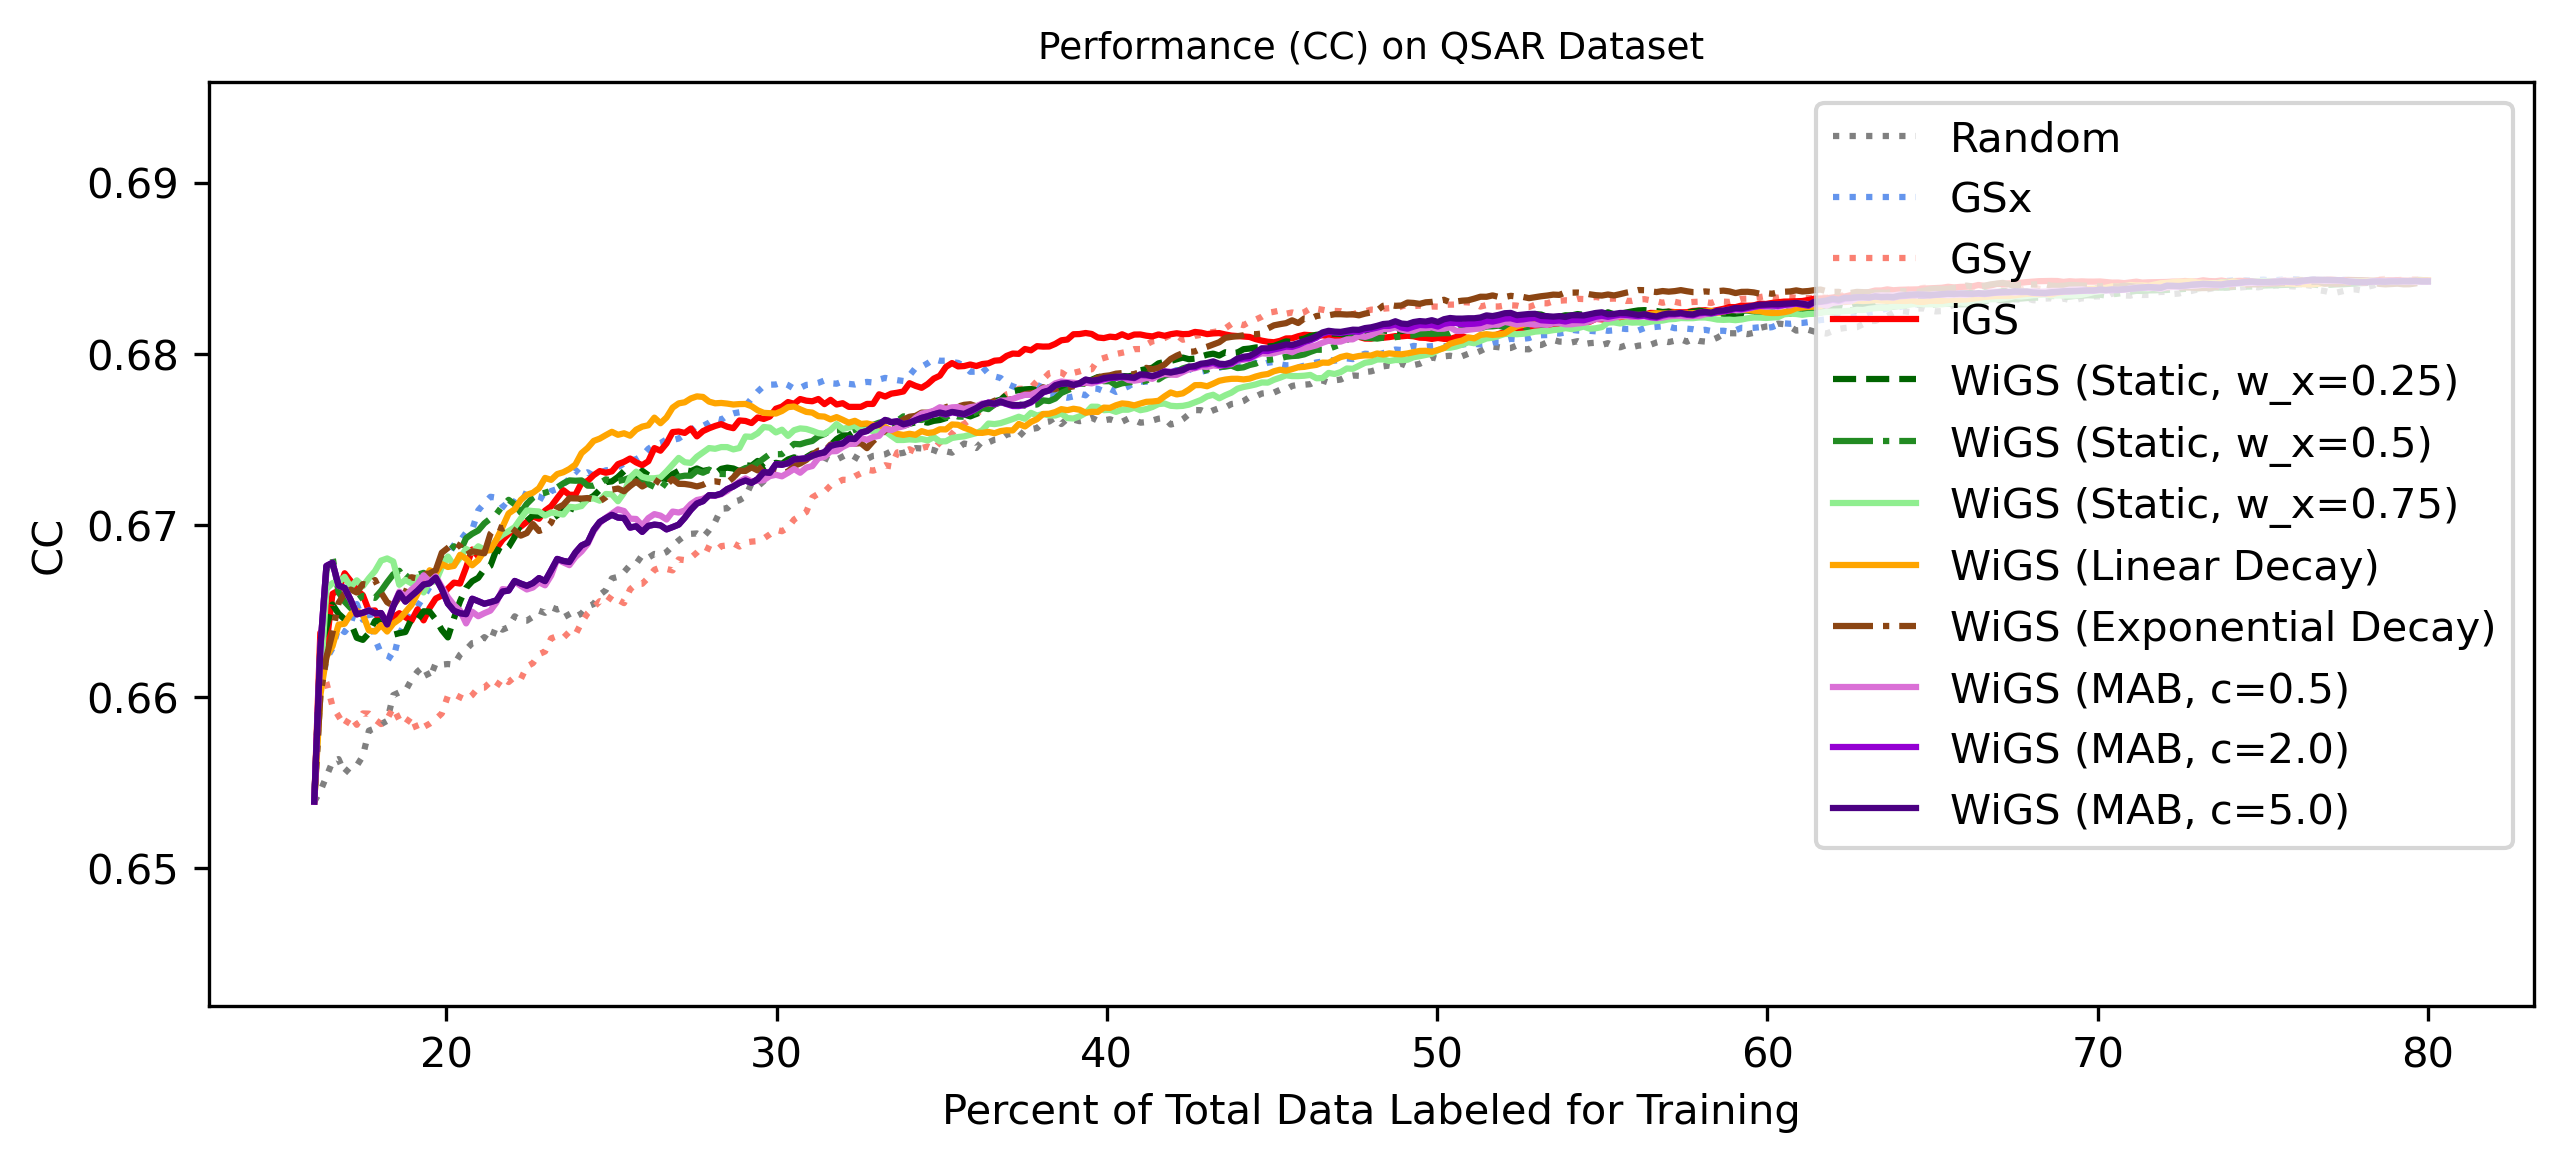 Performance (CC) on QSAR Dataset
0.69
0.68
0.67
0.66
0.65
CC
Random
GSx
GSy
iGS
WiGS (Static, w_x=0.25)
WiGS (Static, w_x=0.5)
WiGS (Static, w_x=0.75)
WiGS (Linear Decay)
WiGS (Exponential Decay)
WiGS (MAB, c=0.5)
WiGS (MAB, c=2.0)
WiGS (MAB, c=5.0)
20 30 40 50 60 70 80
Percent of Total Data Labeled for Training